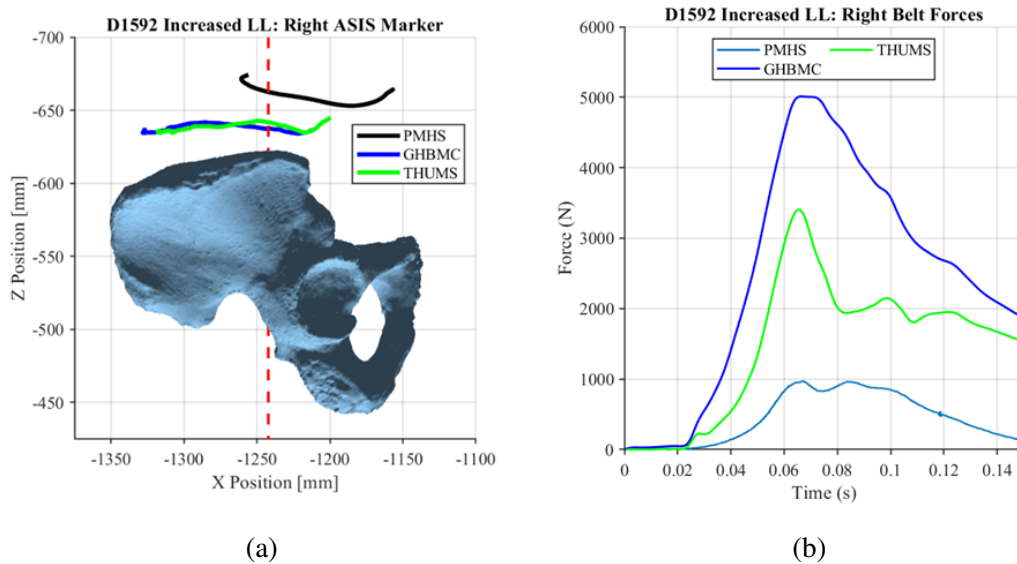 D1592 Increased LL: Right ASIS Marker
-700
-650
-600
-550
-500
-450
Z Position [mm]
PMHS
GHBMC
THUMS
-1350
-1300
-1250
-1200
-1150
-1100
X Position [mm]
(a)
D1592 Increased LL: Right Belt Forces
6000
5000
4000
3000
2000
1000
0
Force (N)
PMHS
THUMS
GHBMC
0
0.02
0.04
0.06
0.08
0.1
0.12
0.14
Time (s)
(b)